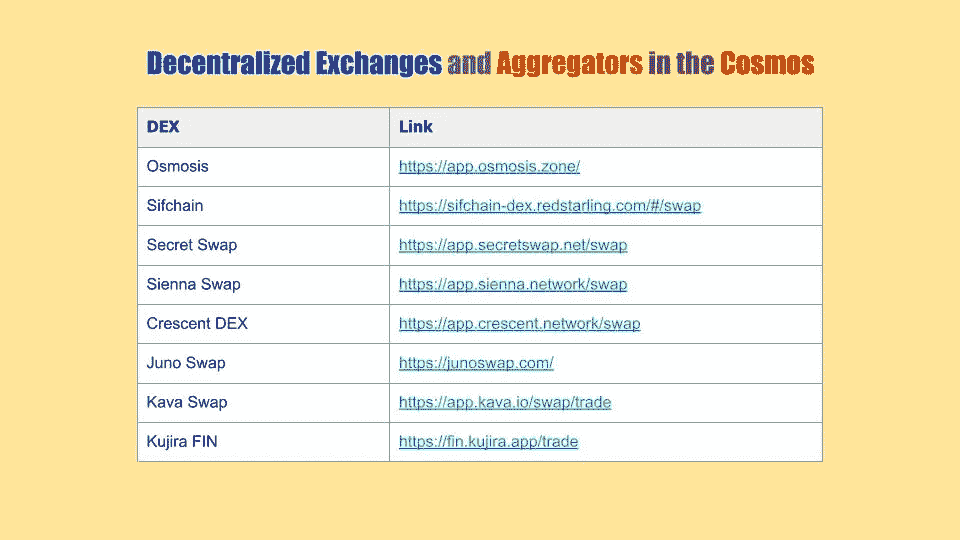 Decentralized Exchanges and Aggregators in the Cosmos
DEX Link
Osmosis https://app.osmosis.zone/
Sifchain https://sifchain-dex.redstarling.com/#/swap
Secret Swap https://app.secretswap.net/swap
Sienna Swap https://app.sienna.network/swap
Crescent DEX https://app.crescent.network/swap
Juno Swap https://junoswap.com/
Kava Swap https://app.kava.io/swap/trade
Kujira FIN https://fin.kujira.app/trade